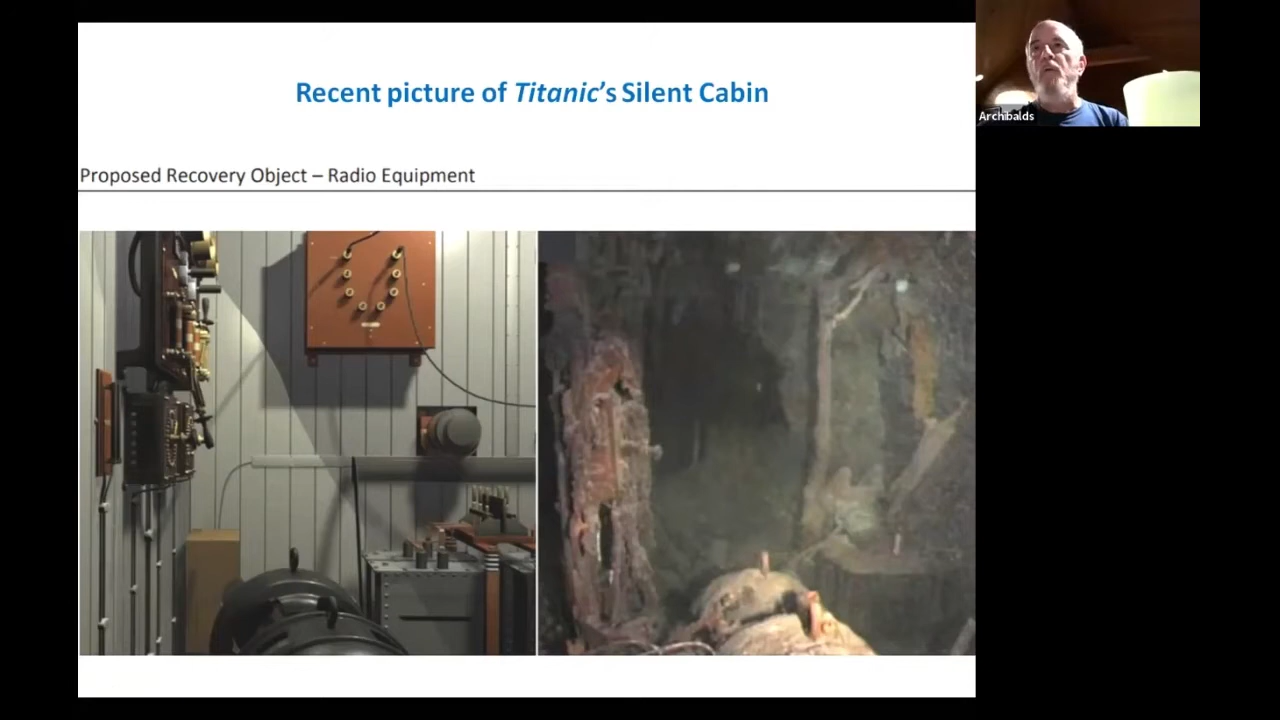 Recent picture of Titanic's Silent Cabin
Archibalds
Proposed Recovery Object – Radio Equipment